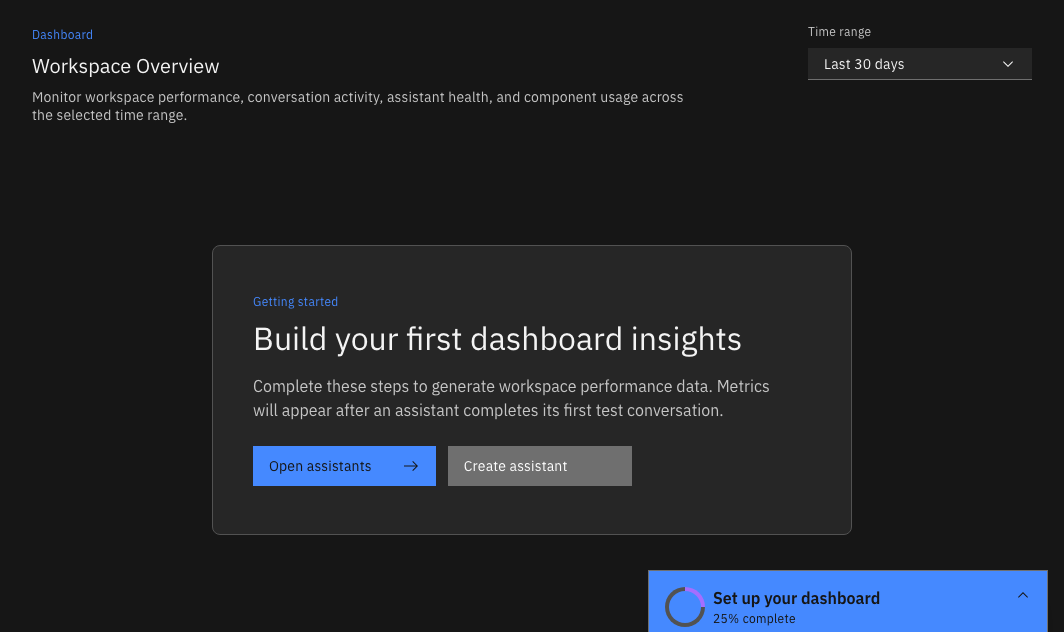 Dashboard
Workspace Overview
Monitor workspace performance, conversation activity, assistant health, and component usage across
the selected time range.
Time range
Last 30 days
Getting started
Build your first dashboard insights
Complete these steps to generate workspace performance data. Metrics
will appear after an assistant completes its first test conversation.
Open assistants
Create assistant
Set up your dashboard
25% complete